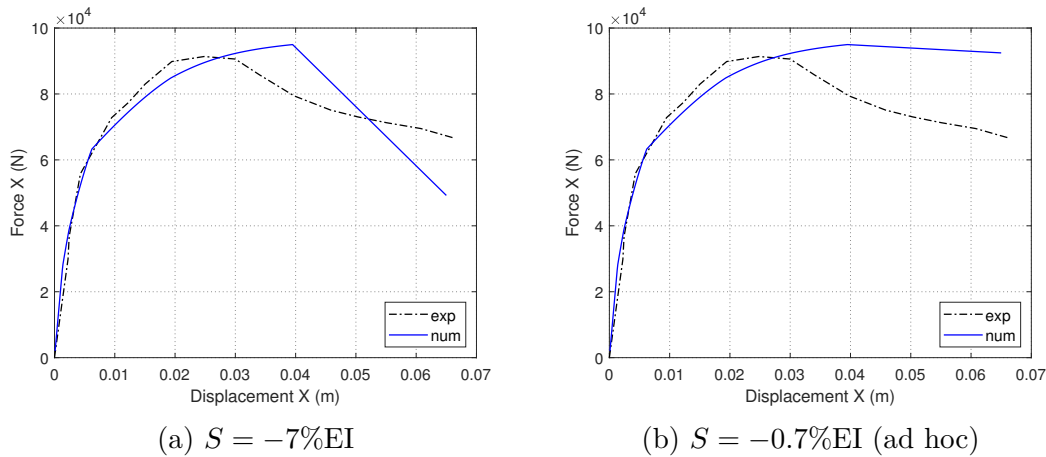 ×10⁴
10
8
6
4
2
0
Force X (N)
0 0.01 0.02 0.03 0.04 0.05 0.06 0.07
Displacement X (m)
exp
num
(a) S = −7%EI
×10⁴
10
8
6
4
2
0
Force X (N)
0 0.01 0.02 0.03 0.04 0.05 0.06 0.07
Displacement X (m)
exp
num
(b) S = −0.7%EI (ad hoc)